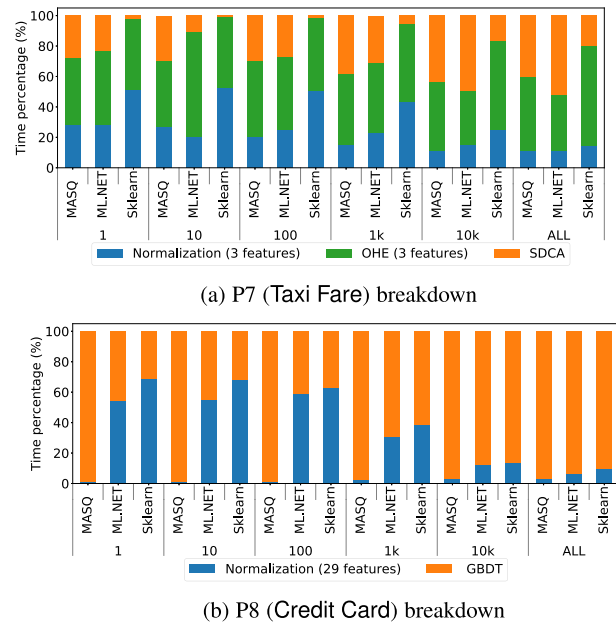 Time percentage (%)
100
80
60
40
20
0
MASQ ML.NET Sklearn MASQ ML.NET Sklearn MASQ ML.NET Sklearn MASQ ML.NET Sklearn MASQ ML.NET Sklearn MASQ ML.NET Sklearn
1 10 100 1k 10k ALL
Normalization (3 features) OHE (3 features) SDCA
(a) P7 (Taxi Fare) breakdown
Time percentage (%)
100
80
60
40
20
0
MASQ ML.NET Sklearn MASQ ML.NET Sklearn MASQ ML.NET Sklearn MASQ ML.NET Sklearn MASQ ML.NET Sklearn MASQ ML.NET Sklearn
1 10 100 1k 10k ALL
Normalization (29 features) GBDT
(b) P8 (Credit Card) breakdown